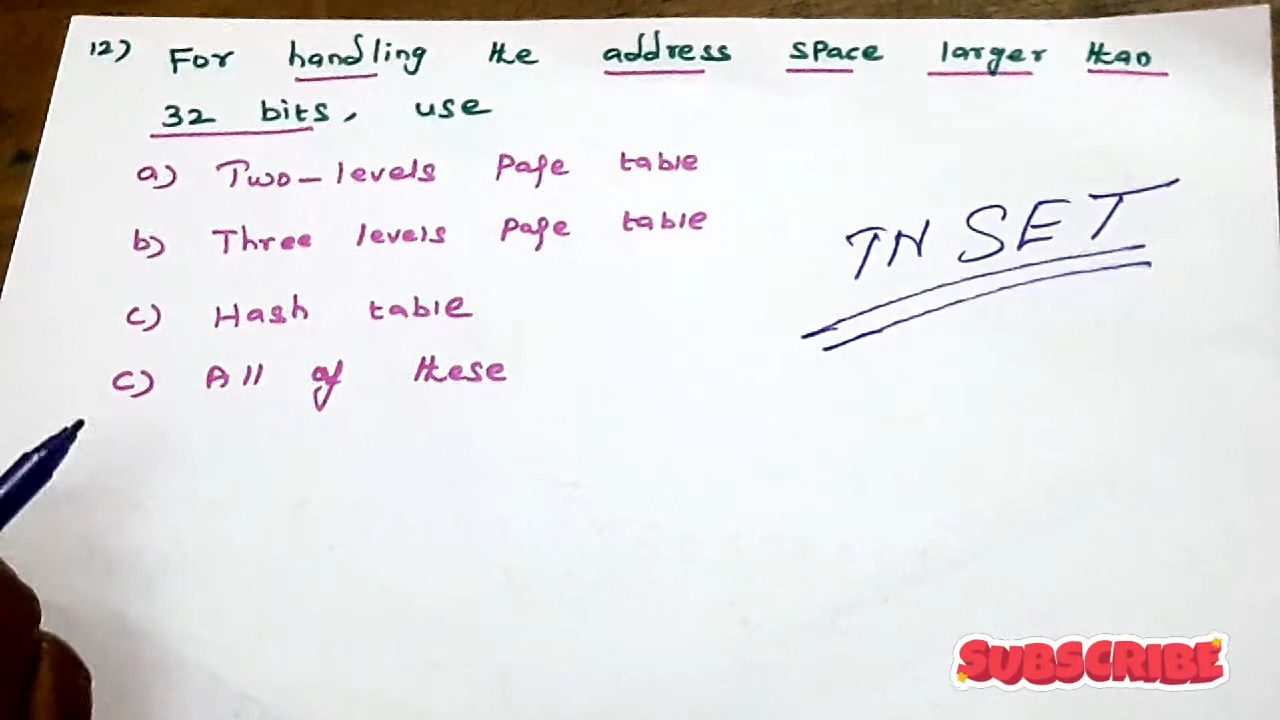 12) For handling the address space larger than
32 bits, use
a) Two-levels page table
b) Three levels page table
c) Hash table
c) All of these
TN SET
SUBSCRIBE